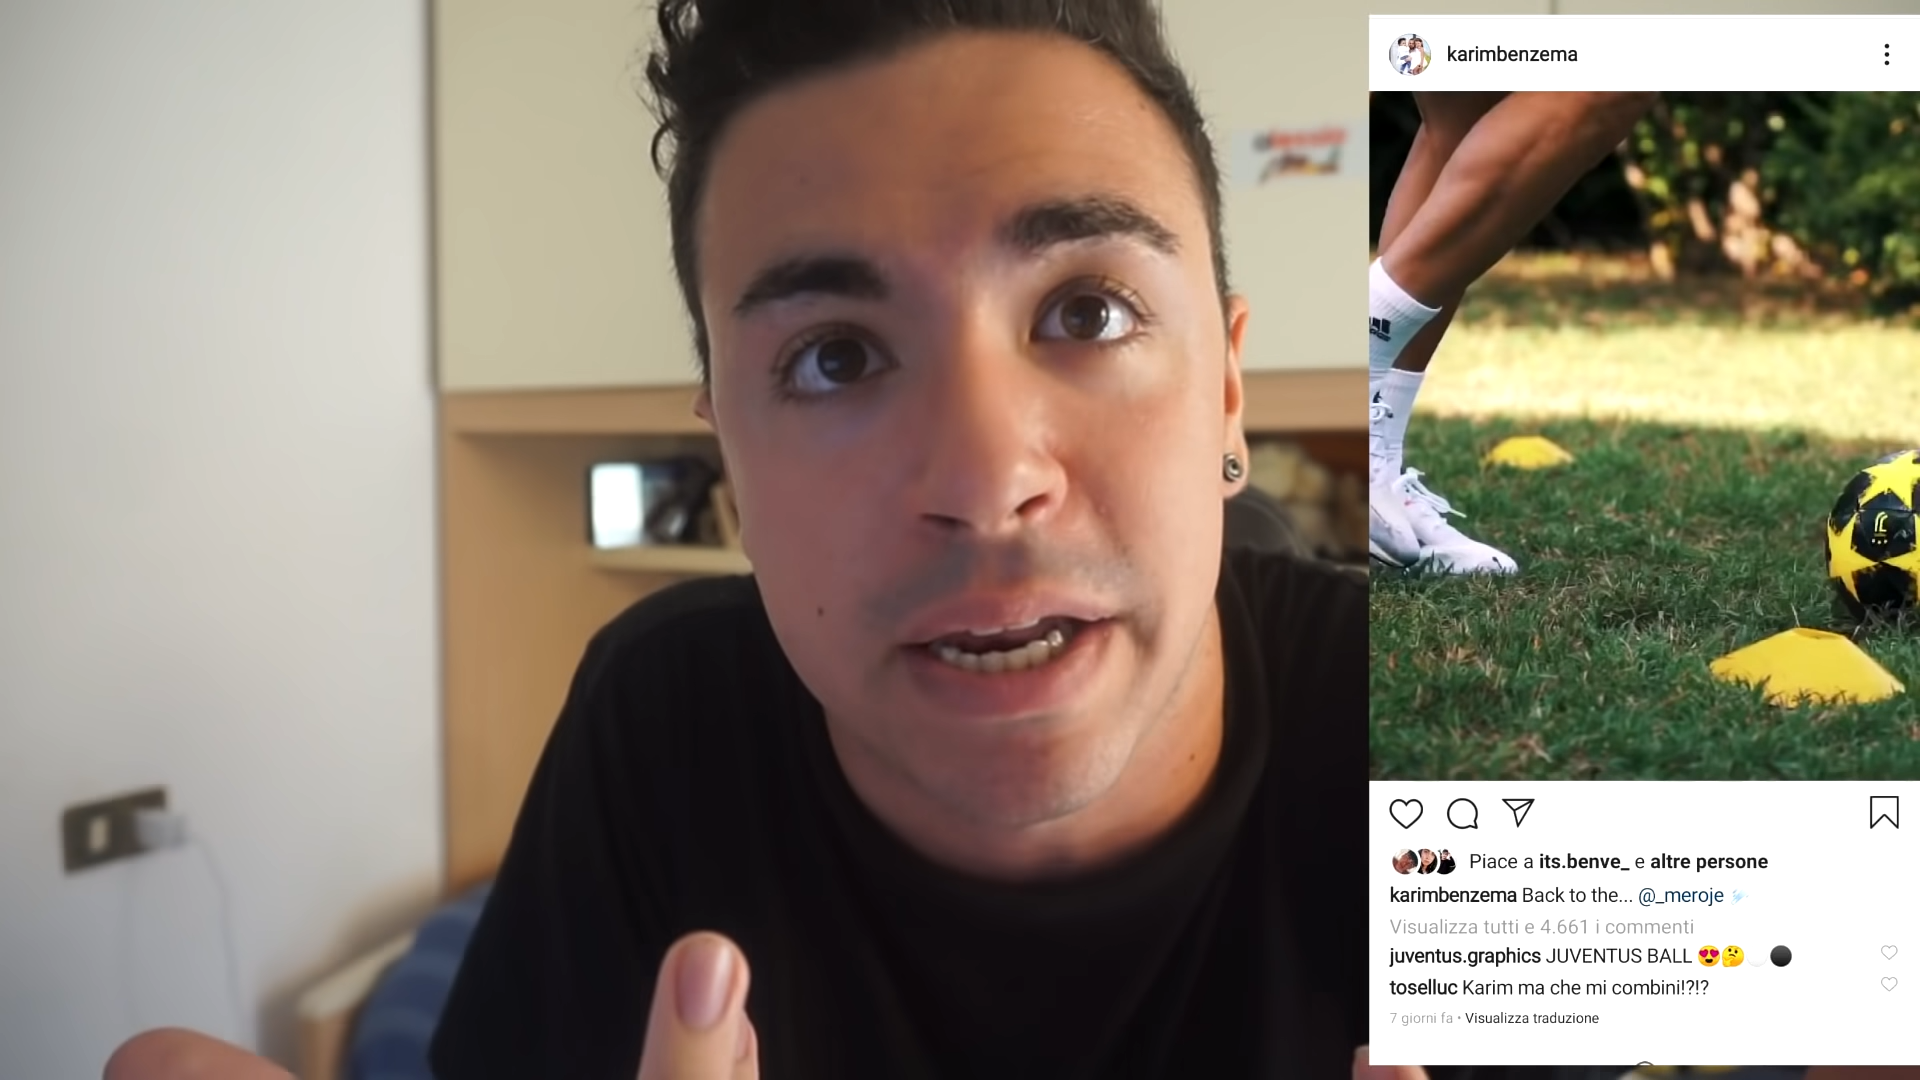 karimbenzema
Piace a its.benve_ e altre persone
karimbenzema Back to the... @_meroje
Visualizza tutti e 4.661 i commenti
juventus.graphics JUVENTUS BALL 😍🤔⚪⚫
toselluc Karim ma che mi combini!?!?
7 giorni fa • Visualizza traduzione